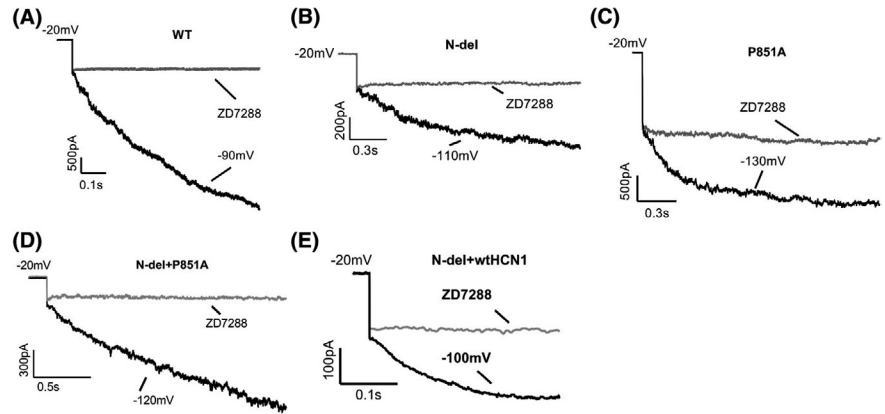 (A)
WT
-20mV
ZD7288
-90mV
500pA
0.1s
(B)
N-del
-20mV
ZD7288
-110mV
200pA
0.3s
(C)
P851A
-20mV
ZD7288
-130mV
500pA
0.3s
(D)
N-del+P851A
-20mV
ZD7288
-120mV
300pA
0.5s
(E)
N-del+wtHCN1
-20mV
ZD7288
-100mV
100pA
0.1s